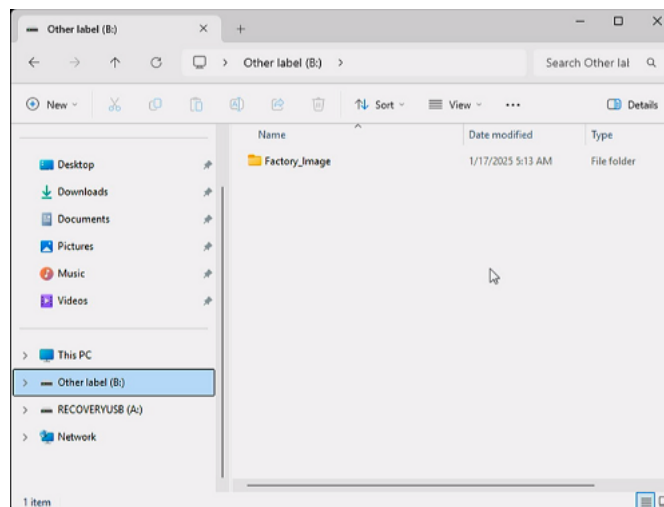 Other label (B:)
Other label (B:)
Search Other lal
New
Sort
View
Details
Name
Date modified
Type
Factory_Image
1/17/2025 5:13 AM
File folder
Desktop
Downloads
Documents
Pictures
Music
Videos
This PC
Other label (B:)
RECOVERYUSB (A:)
Network
1 item